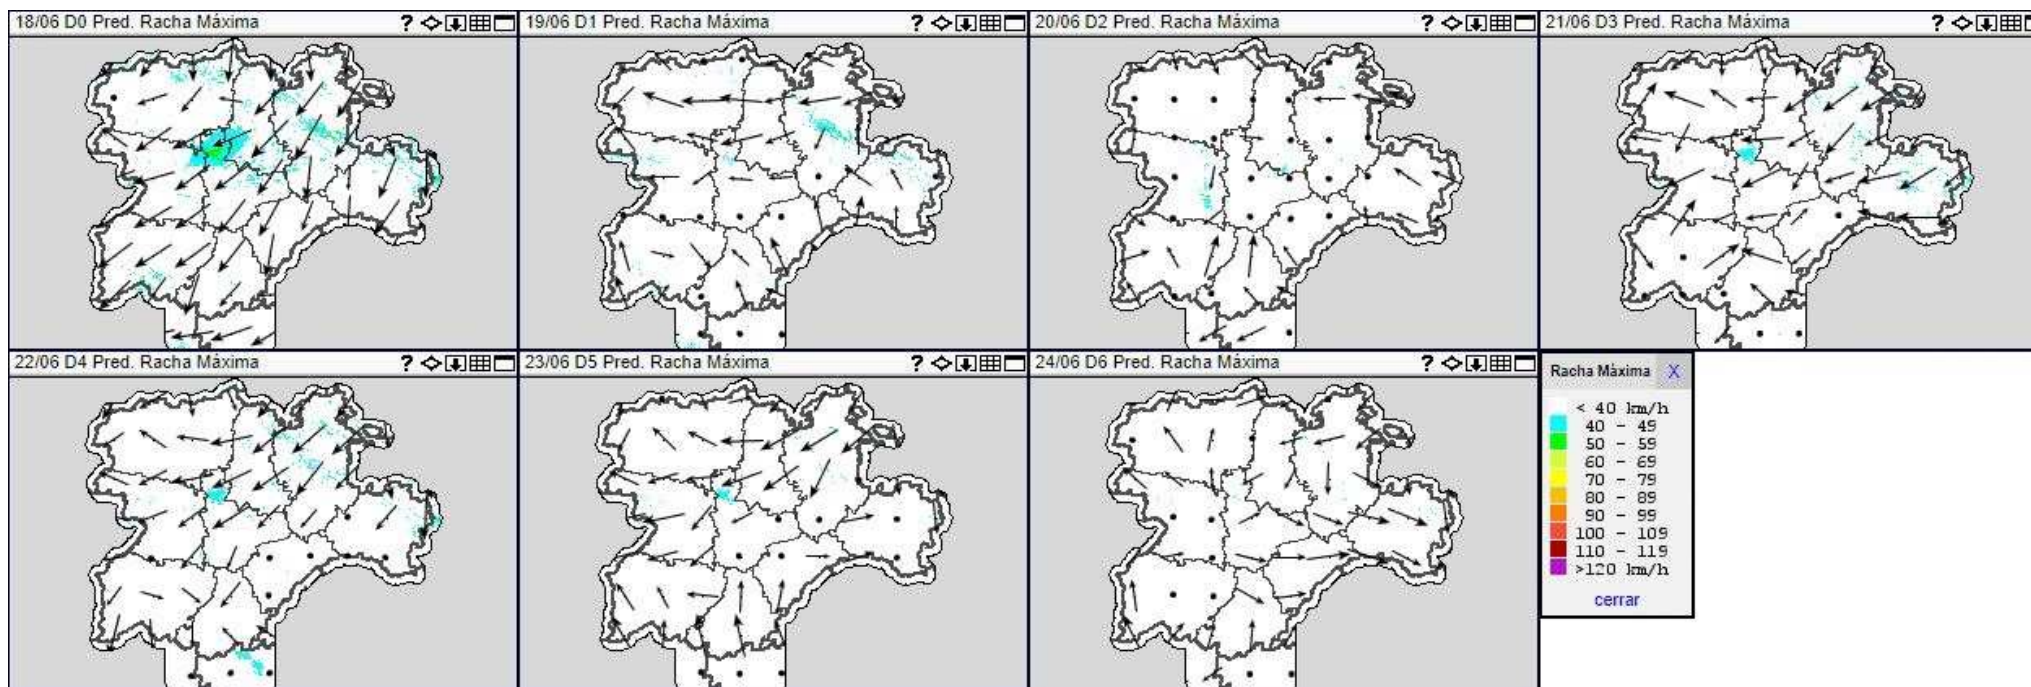 18/06 D0 Pred. Racha Máxima ?
19/06 D1 Pred. Racha Máxima ?
20/06 D2 Pred. Racha Máxima ?
21/06 D3 Pred. Racha Máxima ?
22/06 D4 Pred. Racha Máxima ?
23/06 D5 Pred. Racha Máxima ?
24/06 D6 Pred. Racha Máxima ?
Racha Màxima X
< 40 km/h
40 - 49
50 - 59
60 - 69
70 - 79
80 - 89
90 - 99
100 - 109
110 - 119
>120 km/h
cerrar